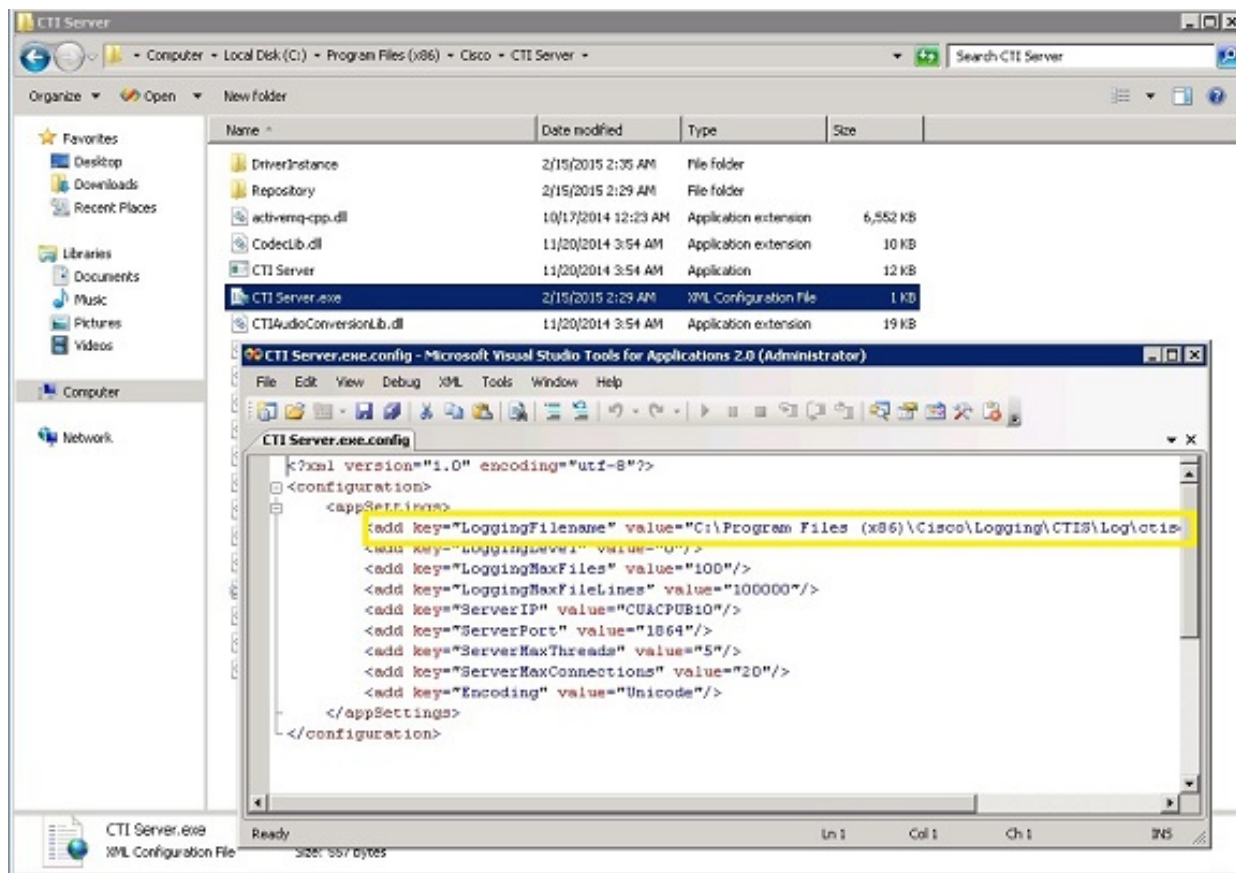 CTI Server
Computer Local Disk (C:) Program Files (x86) Cisco CTI Server
Search CTI Server
Organize Open New folder
Favorites
Desktop
Downloads
Recent Places
Libraries
Documents
Music
Pictures
Videos
Computer
Network
Name Date modified Type Size
DriverInstance 2/15/2015 2:35 AM File folder
Repository 2/15/2015 2:29 AM File folder
activemq-cpp.dll 10/17/2014 12:23 AM Application extension 6,552 KB
CodecLib.dll 11/20/2014 3:54 AM Application extension 10 KB
CTI Server 11/20/2014 3:54 AM Application 12 KB
CTI Server.exe 2/15/2015 2:29 AM XML Configuration File 1 KB
CTIAudioConversionLib.dll 11/20/2014 3:54 AM Application extension 19 KB
CTI Server.exe.config - Microsoft Visual Studio Tools for Applications 2.0 (Administrator)
File Edit View Debug XML Tools Window Help
CTI Server.exe.config
<?xml version="1.0" encoding="utf-8"?>
<configuration>
<appSettings>
<add key="LoggingFilename" value="C:\Program Files (x86)\Cisco\Logging\CTIS\Log\ctis
<add key="LoggingLevel" value="0"/>
<add key="LoggingMaxFiles" value="100"/>
<add key="LoggingMaxFileLines" value="100000"/>
<add key="ServerIP" value="CUACPUB10"/>
<add key="ServerPort" value="1864"/>
<add key="ServerMaxThreads" value="5"/>
<add key="ServerMaxConnections" value="20"/>
<add key="Encoding" value="Unicode"/>
</appSettings>
</configuration>
Ready Ln 1 Col 1 Ch 1 INS
CTI Server.exe
XML Configuration File Size: 557 bytes